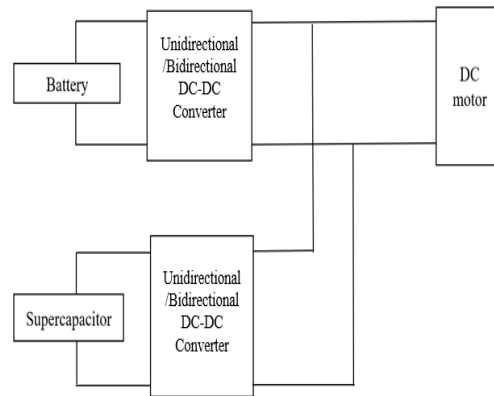 Unidirectional
/Bidirectional
DC-DC
Converter
Battery
DC
motor
Unidirectional
/Bidirectional
DC-DC
Converter
Supercapacitor